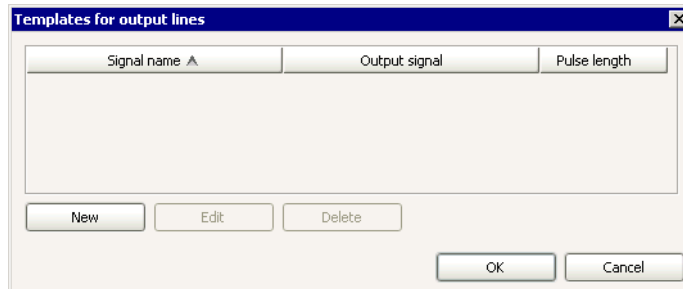 Templates for output lines
Signal name Output signal Pulse length
New Edit Delete
OK Cancel